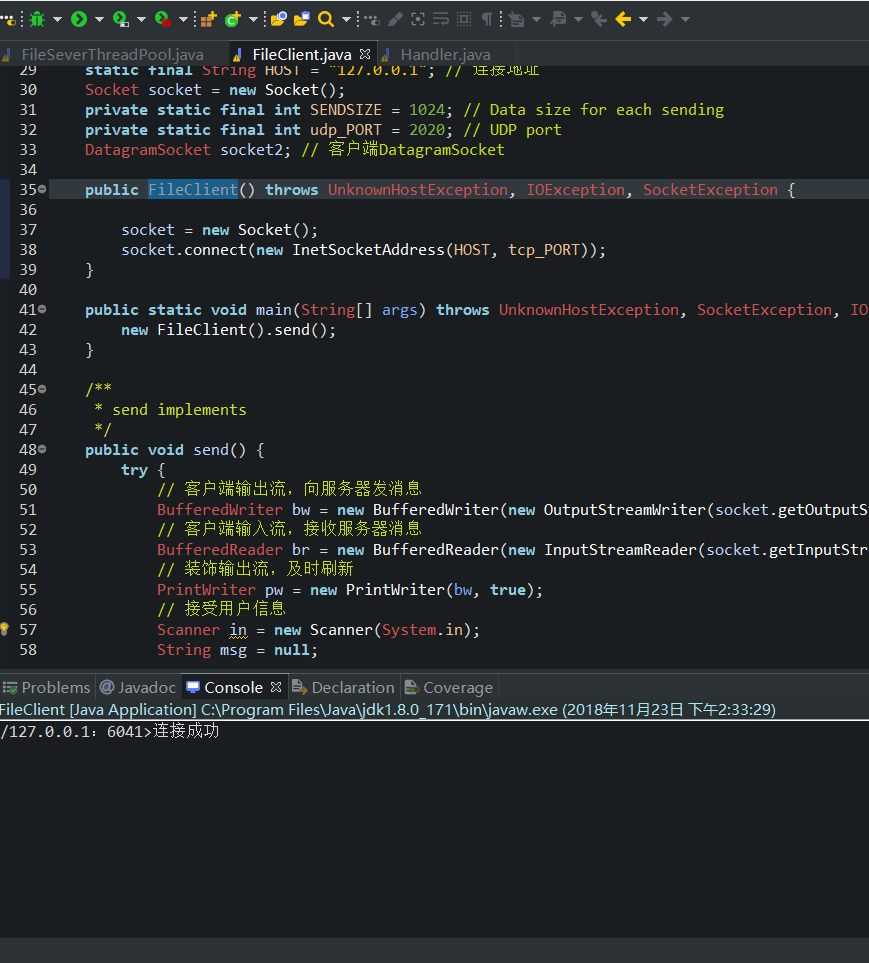 FileSeverThreadPool.java FileClient.java Handler.java
29 static final String HOST = "127.0.0.1"; // 连接地址
30 Socket socket = new Socket();
31 private static final int SENDSIZE = 1024; // Data size for each sending
32 private static final int udp_PORT = 2020; // UDP port
33 DatagramSocket socket2; // 客户端DatagramSocket
34
35 public FileClient() throws UnknownHostException, IOException, SocketException {
36
37 socket = new Socket();
38 socket.connect(new InetSocketAddress(HOST, tcp_PORT));
39 }
40
41 public static void main(String[] args) throws UnknownHostException, SocketException, IO
42 new FileClient().send();
43 }
44
45 /**
46 * send implements
47 */
48 public void send() {
49 try {
50 // 客户端输出流，向服务器发消息
51 BufferedWriter bw = new BufferedWriter(new OutputStreamWriter(socket.getOutputSt
52 // 客户端输入流，接收服务器消息
53 BufferedReader br = new BufferedReader(new InputStreamReader(socket.getInputStre
54 // 装饰输出流，及时刷新
55 PrintWriter pw = new PrintWriter(bw, true);
56 // 接受用户信息
57 Scanner in = new Scanner(System.in);
58 String msg = null;
Problems @ Javadoc Console Declaration Coverage
FileClient [Java Application] C:\Program Files\Java\jdk1.8.0_171\bin\javaw.exe (2018年11月23日 下午2:33:29)
/127.0.0.1：6041>连接成功